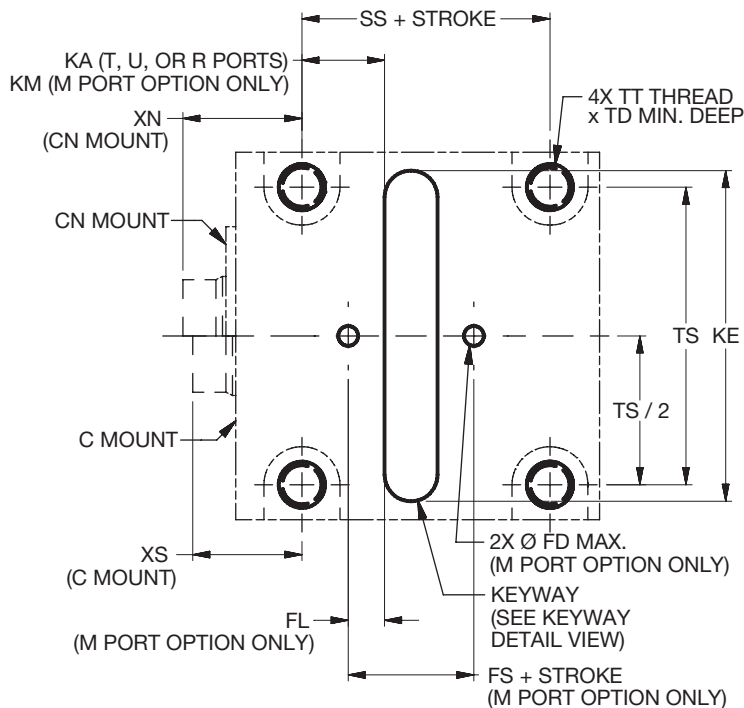 SS + STROKE
KA (T, U, OR R PORTS)
KM (M PORT OPTION ONLY)
4X TT THREAD
x TD MIN. DEEP
XN
(CN MOUNT)
CN MOUNT
TS
KE
TS / 2
C MOUNT
XS
(C MOUNT)
2X Ø FD MAX.
(M PORT OPTION ONLY)
KEYWAY
(SEE KEYWAY
DETAIL VIEW)
FL
(M PORT OPTION ONLY)
FS + STROKE
(M PORT OPTION ONLY)